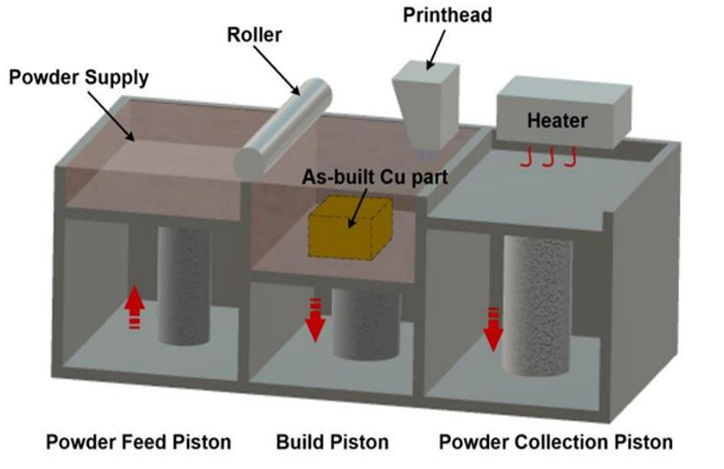 Printhead
Roller
Powder Supply
Heater
As-built Cu part
Powder Feed Piston
Build Piston
Powder Collection Piston